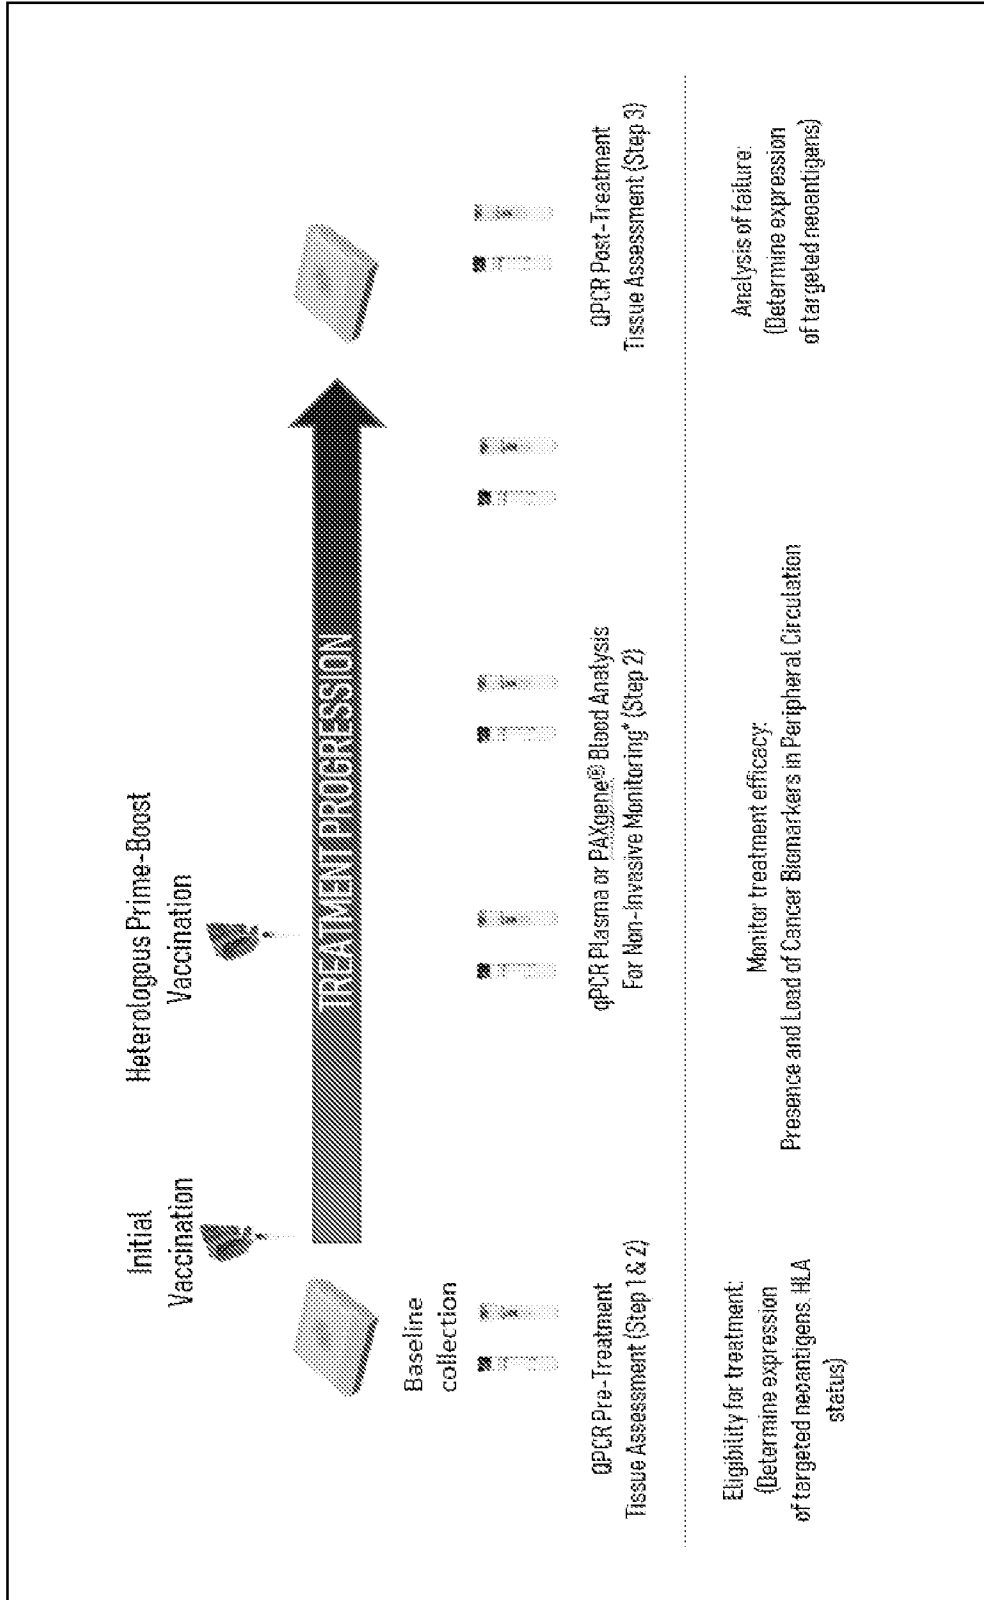 Initial
Vaccination
Heterologous Prime-Boost
Vaccination
TREATMENT PROGRESSION
Baseline
collection
QPCR Pre-Treatment
Tissue Assessment (Step 1 & 2)
qPCR Plasma or PAXgene® Blood Analysis
For Non-Invasive Monitoring* (Step 2)
QPCR Post-Treatment
Tissue Assessment (Step 3)
Eligibility for treatment:
(Determine expression
of targeted neoantigens, HLA
status)
Monitor treatment efficacy:
Presence and Load of Cancer Biomarkers in Peripheral Circulation
Analysis of failure:
(Determine expression
of targeted neoantigens)